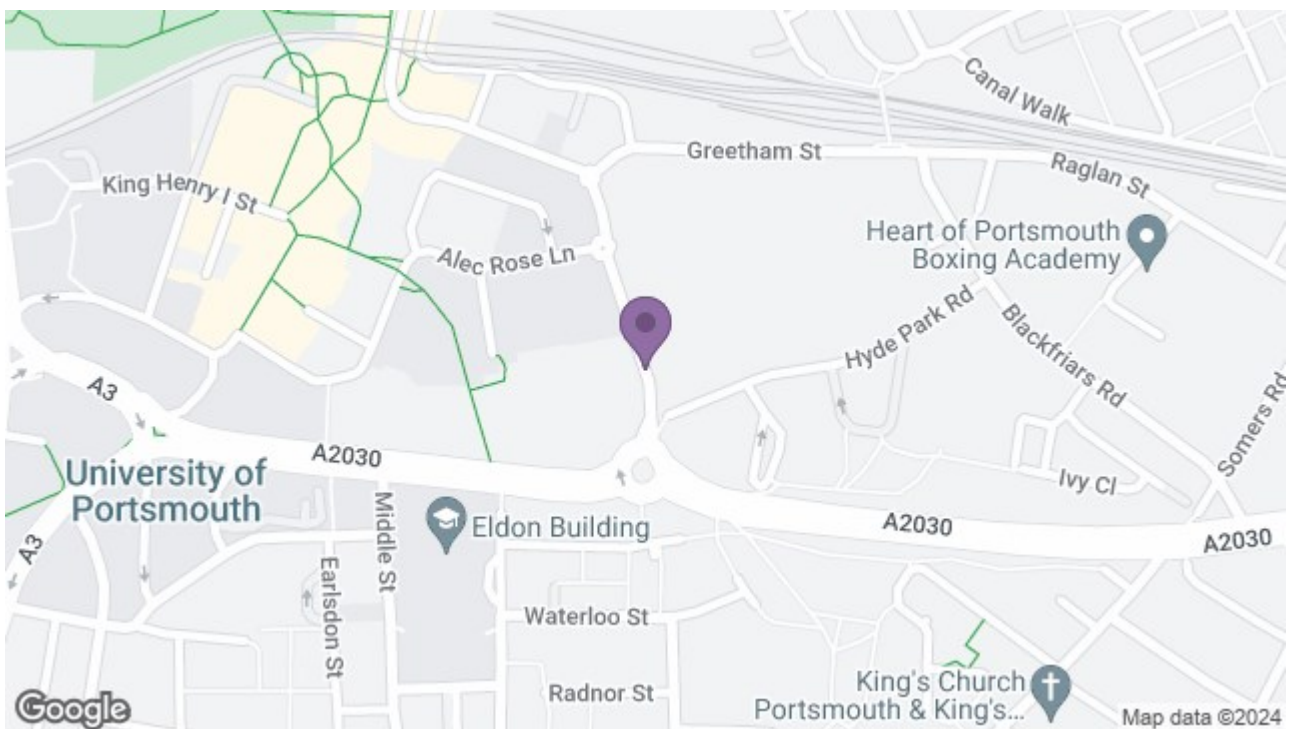 Canal Walk
Greetham St
Raglan St
King Henry I St
Heart of Portsmouth
Boxing Academy
Alec Rose Ln
Hyde Park Rd
Blackfriars Rd
A3
Somers Rd
A2030
University of
Portsmouth
Ivy Cl
Middle St
Eldon Building
A2030
A2030
A3
Earlsdon St
Waterloo St
Radnor St
King's Church
Portsmouth & King's...
Google
Map data ©2024